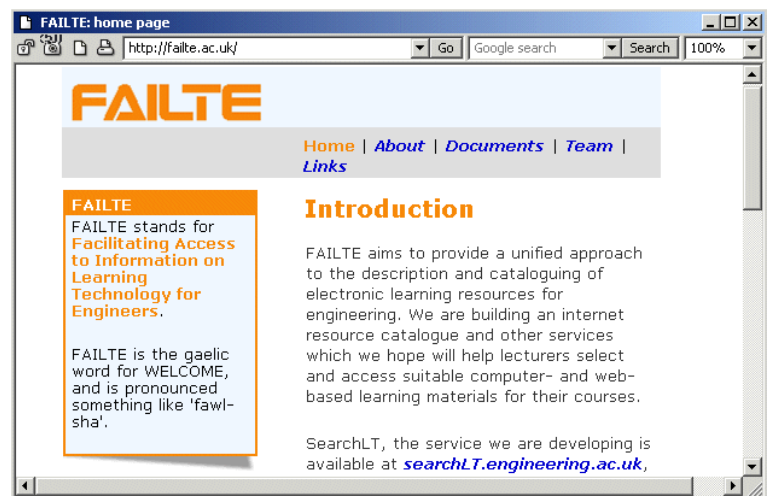 FAILTE: home page
http://failte.ac.uk/
Go
Google search
Search
100%
FAILTE
Home | About | Documents | Team |
Links
FAILTE
FAILTE stands for
Facilitating Access
to Information on
Learning
Technology for
Engineers.
FAILTE is the gaelic
word for WELCOME,
and is pronounced
something like 'fawl-
sha'.
Introduction
FAILTE aims to provide a unified approach
to the description and cataloguing of
electronic learning resources for
engineering. We are building an internet
resource catalogue and other services
which we hope will help lecturers select
and access suitable computer- and web-
based learning materials for their courses.
SearchLT, the service we are developing is
available at searchLT.engineering.ac.uk,